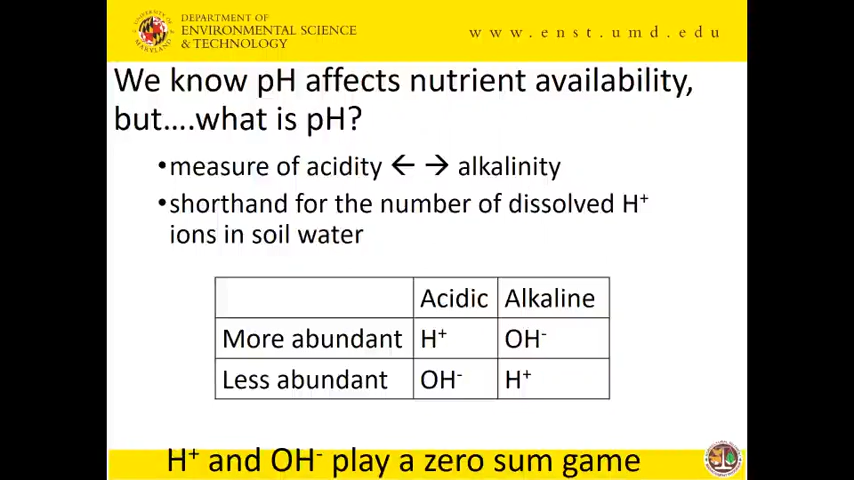 DEPARTMENT OF
ENVIRONMENTAL SCIENCE
& TECHNOLOGY
www.enst.umd.edu
We know pH affects nutrient availability,
but....what is pH?
•measure of acidity ← → alkalinity
•shorthand for the number of dissolved H⁺
ions in soil water
Acidic Alkaline
More abundant H⁺ OH⁻
Less abundant OH⁻ H⁺
H⁺ and OH⁻ play a zero sum game